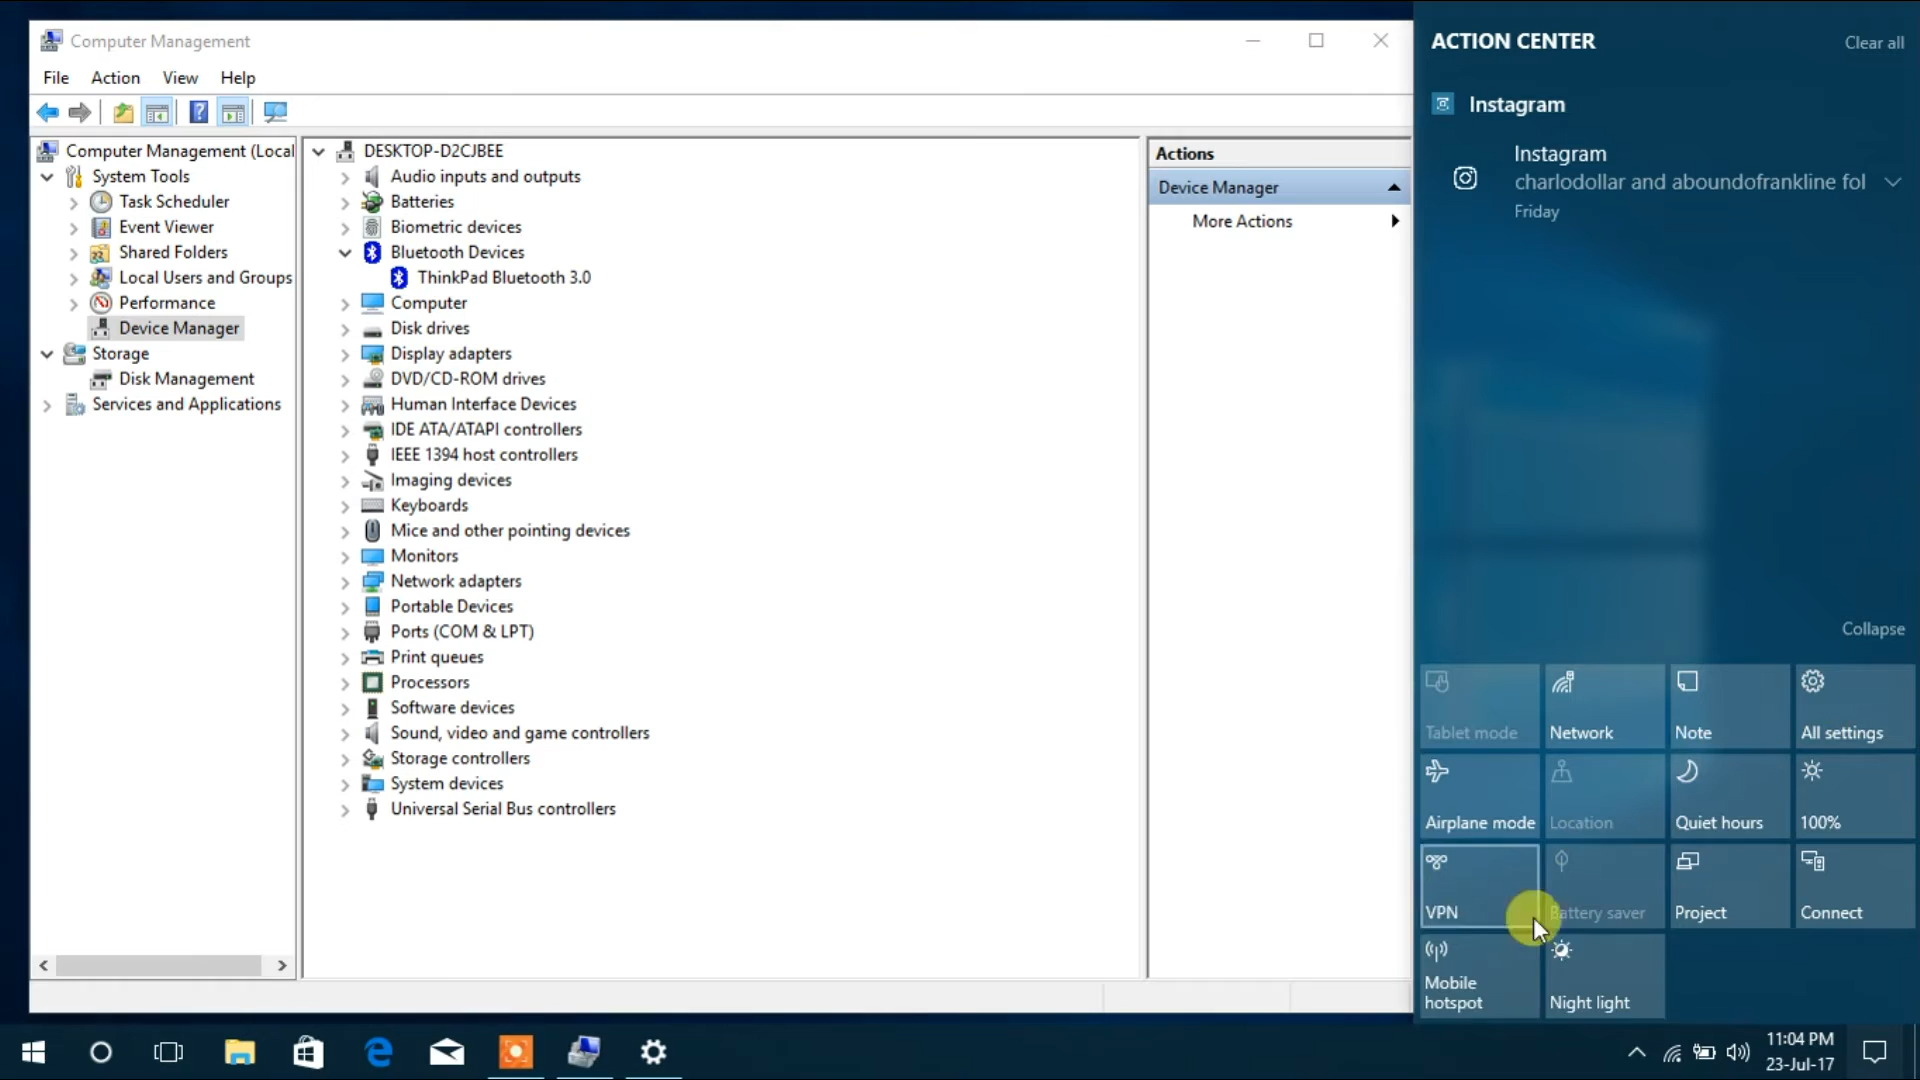 Computer Management
File Action View Help
Computer Management (Local
System Tools
Task Scheduler
Event Viewer
Shared Folders
Local Users and Groups
Performance
Device Manager
Storage
Disk Management
Services and Applications
DESKTOP-D2CJBEE
Audio inputs and outputs
Batteries
Biometric devices
Bluetooth Devices
ThinkPad Bluetooth 3.0
Computer
Disk drives
Display adapters
DVD/CD-ROM drives
Human Interface Devices
IDE ATA/ATAPI controllers
IEEE 1394 host controllers
Imaging devices
Keyboards
Mice and other pointing devices
Monitors
Network adapters
Portable Devices
Ports (COM & LPT)
Print queues
Processors
Software devices
Sound, video and game controllers
Storage controllers
System devices
Universal Serial Bus controllers
Actions
Device Manager
More Actions
ACTION CENTER
Clear all
Instagram
Instagram
charlodollar and aboundofrankline fol
Friday
Collapse
Tablet mode
Network
Note
All settings
Airplane mode
Location
Quiet hours
100%
VPN
Battery saver
Project
Connect
Mobile
hotspot
Night light
11:04 PM
23-Jul-17